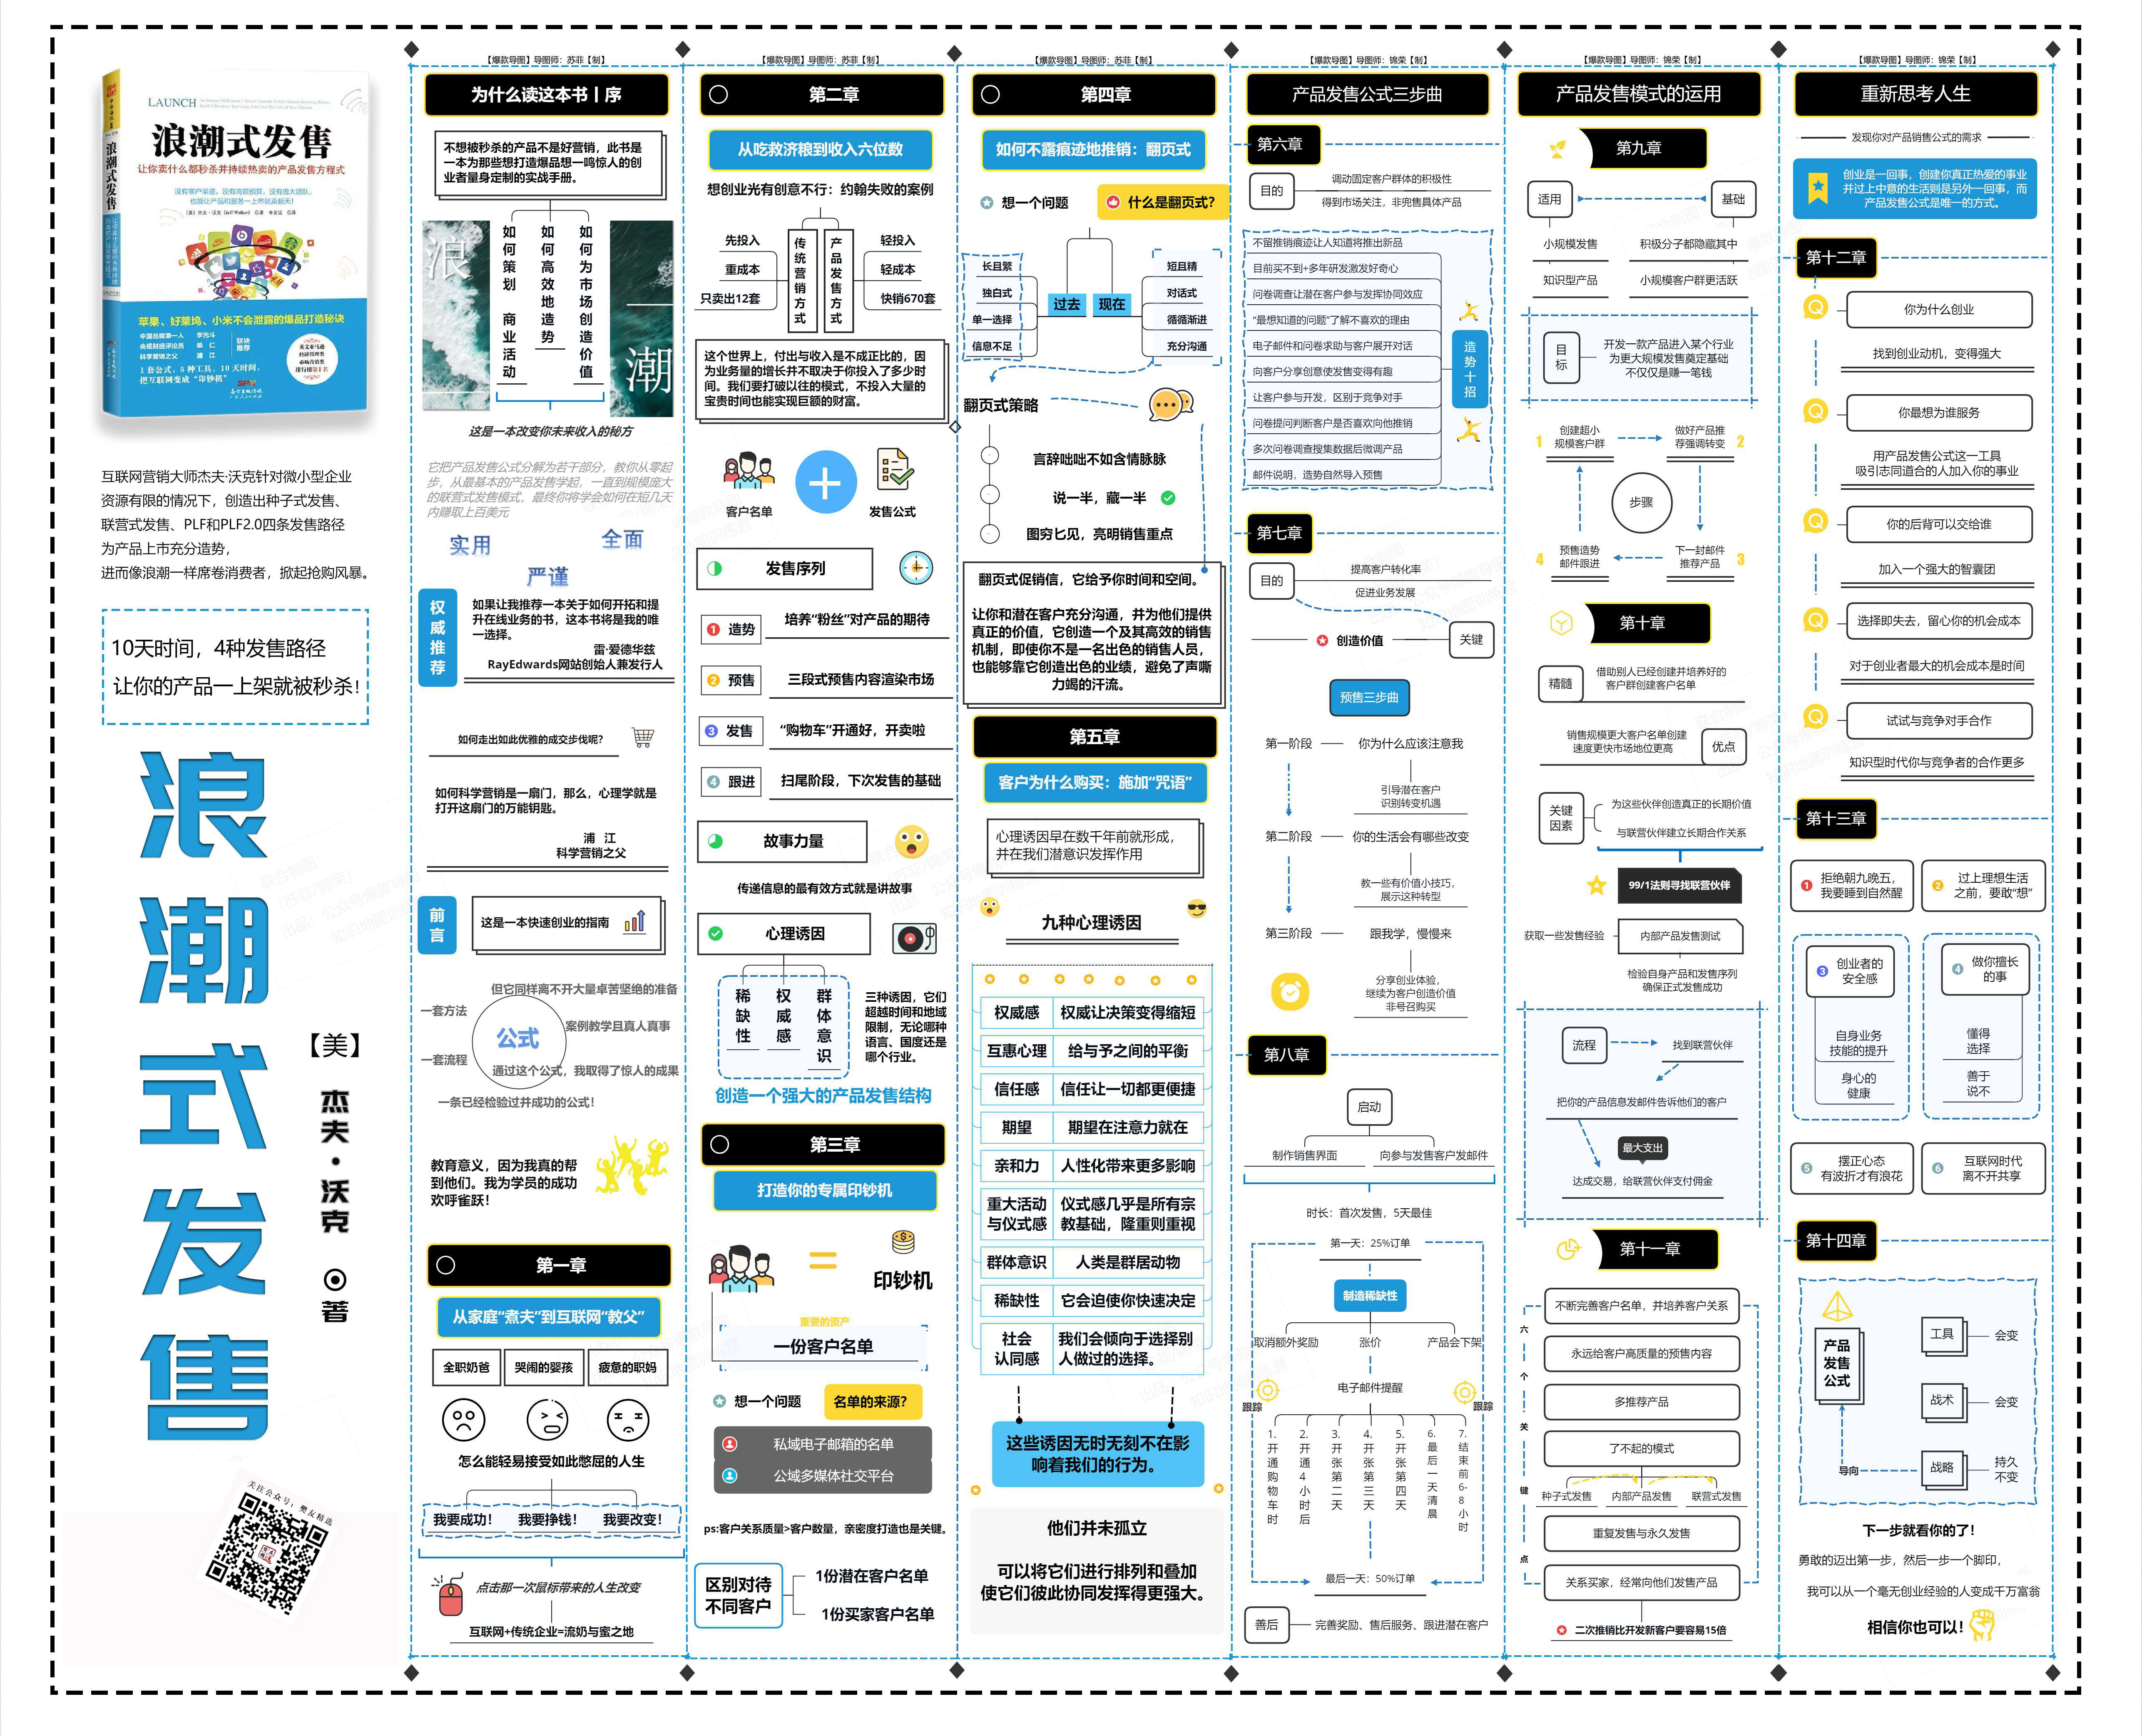 LAUNCH
浪潮式发售
让你卖什么都秒杀并持续热卖的产品发售方程式
没有客户渠道，没有高额预算，没有庞大团队，
也能让产品和服务一上市就卖翻天！
浪潮式发售
LAUNCH
苹果、好莱坞、小米不会泄露的爆品打造秘诀
中国品牌第一人 李光斗
央视财经评论员 单仁
科学营销之父 浦江
联袂推荐
1套公式，5种工具，10天时间，
把互联网变成“印钞机”
互联网营销大师杰夫·沃克针对微小型企业
资源有限的情况下，创造出种子式发售、
联营式发售、PLF和PLF2.0四条发售路径
为产品上市充分造势，
进而像浪潮一样席卷消费者，掀起抢购风暴。
10天时间，4种发售路径
让你的产品一上架就被秒杀！
浪潮式发售
【美】
杰夫·沃克
著
关注公众号：樊友精选
【爆款导图】导图师：苏菲【制】
为什么读这本书丨序
不想被秒杀的产品不是好营销，此书是
一本为那些想打造爆品想一鸣惊人的创
业者量身定制的实战手册。
浪
潮
如何策划 商业活动
如何高效地造势
如何为市场创造价值
这是一本改变你未来收入的秘方
它把产品发售公式分解为若干部分，教你从零起
步，从最基本的产品发售学起，一直到规模庞大
的联营式发售模式，最终你将学会如何在短几天
内赚取上百美元
实用
全面
严谨
权威推荐
如果让我推荐一本关于如何开拓和提
升在线业务的书，这本书将是我的唯
一选择。
雷·爱德华兹
RayEdwards网站创始人兼发行人
如何走出如此优雅的成交步伐呢？
如何科学营销是一扇门，那么，心理学就是
打开这扇门的万能钥匙。
浦 江
科学营销之父
前言
这是一本快速创业的指南
但它同样离不开大量卓苦坚绝的准备
一套方法
案例教学且真人真事
公式
一套流程
通过这个公式，我取得了惊人的成果
一条已经检验过并成功的公式！
教育意义，因为我真的帮
到他们。我为学员的成功
欢呼雀跃！
第一章
从家庭“煮夫”到互联网“教父”
全职奶爸
哭闹的婴孩
疲惫的职妈
怎么能轻易接受如此憋屈的人生
我要成功！
我要挣钱！
我要改变！
点击那一次鼠标带来的人生改变
互联网+传统企业=流奶与蜜之地
【爆款导图】导图师：苏菲【制】
第二章
从吃救济粮到收入六位数
想创业光有创意不行：约翰失败的案例
先投入
重成本
只卖出12套
传统营销方式
产品发售方式
轻投入
轻成本
快销670套
这个世界上，付出与收入是不成正比的，因
为业务量的增长并不取决于你投入了多少时
间。我们要打破以往的模式，不投入大量的
宝贵时间也能实现巨额的财富。
客户名单
发售公式
发售序列
1 造势
培养“粉丝”对产品的期待
2 预售
三段式预售内容渲染市场
3 发售
“购物车”开通好，开卖啦
4 跟进
扫尾阶段，下次发售的基础
故事力量
传递信息的最有效方式就是讲故事
心理诱因
稀缺性
权威感
群体意识
三种诱因，它们
超越时间和地域
限制，无论哪种
语言、国度还是
哪个行业。
创造一个强大的产品发售结构
第三章
打造你的专属印钞机
印钞机
重要的资产
一份客户名单
想一个问题
名单的来源？
私域电子邮箱的名单
公域多媒体社交平台
ps:客户关系质量>客户数量，亲密度打造也是关键。
区别对待
不同客户
1份潜在客户名单
1份买家客户名单
【爆款导图】导图师：苏菲【制】
第四章
如何不露痕迹地推销：翻页式
想一个问题
什么是翻页式？
长且繁
独白式
单一选择
信息不足
过去
现在
短且精
对话式
循循渐进
充分沟通
翻页式策略
言辞咄咄不如含情脉脉
说一半，藏一半
图穷匕见，亮明销售重点
翻页式促销信，它给予你时间和空间。
让你和潜在客户充分沟通，并为他们提供
真正的价值，它创造一个及其高效的销售
机制，即使你不是一名出色的销售人员，
也能够靠它创造出色的业绩，避免了声嘶
力竭的汗流。
第五章
客户为什么购买：施加“咒语”
心理诱因早在数千年前就形成，
并在我们潜意识发挥作用
九种心理诱因
权威感 权威让决策变得缩短
互惠心理 给与予之间的平衡
信任感 信任让一切都更便捷
期望 期望在注意力就在
亲和力 人性化带来更多影响
重大活动与仪式感 仪式感几乎是所有宗教基础，隆重则重视
群体意识 人类是群居动物
稀缺性 它会迫使你快速决定
社会认同感 我们会倾向于选择别人做过的选择。
这些诱因无时无刻不在影
响着我们的行为。
他们并未孤立
可以将它们进行排列和叠加
使它们彼此协同发挥得更强大。
【爆款导图】导图师：锦荣【制】
产品发售公式三步曲
第六章
目的
调动固定客户群体的积极性
得到市场关注，非兜售具体产品
不留推销痕迹让人知道将推出新品
目前买不到+多年研发激发好奇心
问卷调查让潜在客户参与发挥协同效应
“最想知道的问题”了解不喜欢的理由
电子邮件和问卷求助与客户展开对话
向客户分享创意使发售变得有趣
让客户参与开发，区别于竞争对手
问卷提问判断客户是否喜欢向他推销
多次问卷调查搜集数据后微调产品
邮件说明，造势自然导入预售
造势十招
第七章
目的
提高客户转化率
促进业务发展
创造价值
关键
预售三步曲
第一阶段
你为什么应该注意我
引导潜在客户
识别转变机遇
第二阶段
你的生活会有哪些改变
教一些有价值小技巧，
展示这种转型
第三阶段
跟我学，慢慢来
分享创业体验，
继续为客户创造价值
非号召购买
第八章
启动
制作销售界面
向参与发售客户发邮件
时长：首次发售，5天最佳
第一天：25%订单
制造稀缺性
取消额外奖励
涨价
产品会下架
电子邮件提醒
跟踪
跟踪
1.开通购物车时
2.开通4小时后
3.开张第二天
4.开张第三天
5.开张第四天
6.最后一天清晨
7.结束前6-8小时
最后一天：50%订单
善后
完善奖励、售后服务、跟进潜在客户
【爆款导图】导图师：锦荣【制】
产品发售模式的运用
第九章
适用
基础
小规模发售
知识型产品
积极分子都隐藏其中
小规模客户群更活跃
目标
开发一款产品进入某个行业
为更大规模发售奠定基础
不仅仅是赚一笔钱
1
创建超小
规模客户群
做好产品推
荐强调转变
2
步骤
4
预售造势
邮件跟进
下一封邮件
推荐产品
3
第十章
精髓
借助别人已经创建并培养好的
客户群创建客户名单
销售规模更大客户名单创建
速度更快市场地位更高
优点
关键
因素
为这些伙伴创造真正的长期价值
与联营伙伴建立长期合作关系
99/1法则寻找联营伙伴
获取一些发售经验
内部产品发售测试
检验自身产品和发售序列
确保正式发售成功
流程
找到联营伙伴
把你的产品信息发邮件告诉他们的客户
最大支出
达成交易，给联营伙伴支付佣金
第十一章
六个关键点
不断完善客户名单，并培养客户关系
永远给客户高质量的预售内容
多推荐产品
了不起的模式
种子式发售
内部产品发售
联营式发售
重复发售与永久发售
关系买家，经常向他们发售产品
二次推销比开发新客户要容易15倍
【爆款导图】导图师：锦荣【制】
重新思考人生
发现你对产品销售公式的需求
创业是一回事，创建你真正热爱的事业
并过上中意的生活则是另外一回事，而
产品发售公式是唯一的方式。
第十二章
Q
你为什么创业
找到创业动机，变得强大
Q
你最想为谁服务
用产品发售公式这一工具
吸引志同道合的人加入你的事业
Q
你的后背可以交给谁
加入一个强大的智囊团
Q
选择即失去，留心你的机会成本
对于创业者最大的机会成本是时间
Q
试试与竞争对手合作
知识型时代你与竞争者的合作更多
第十三章
1 拒绝朝九晚五，
我要睡到自然醒
2 过上理想生活
之前，要敢“想”
3 创业者的
安全感
自身业务
技能的提升
身心的
健康
4 做你擅长
的事
懂得
选择
善于
说不
5 摆正心态
有波折才有浪花
6 互联网时代
离不开共享
第十四章
产品
发售
公式
工具
会变
战术
会变
导向
战略
持久
不变
下一步就看你的了！
勇敢的迈出第一步，然后一步一个脚印，
我可以从一个毫无创业经验的人变成千万富翁
相信你也可以！